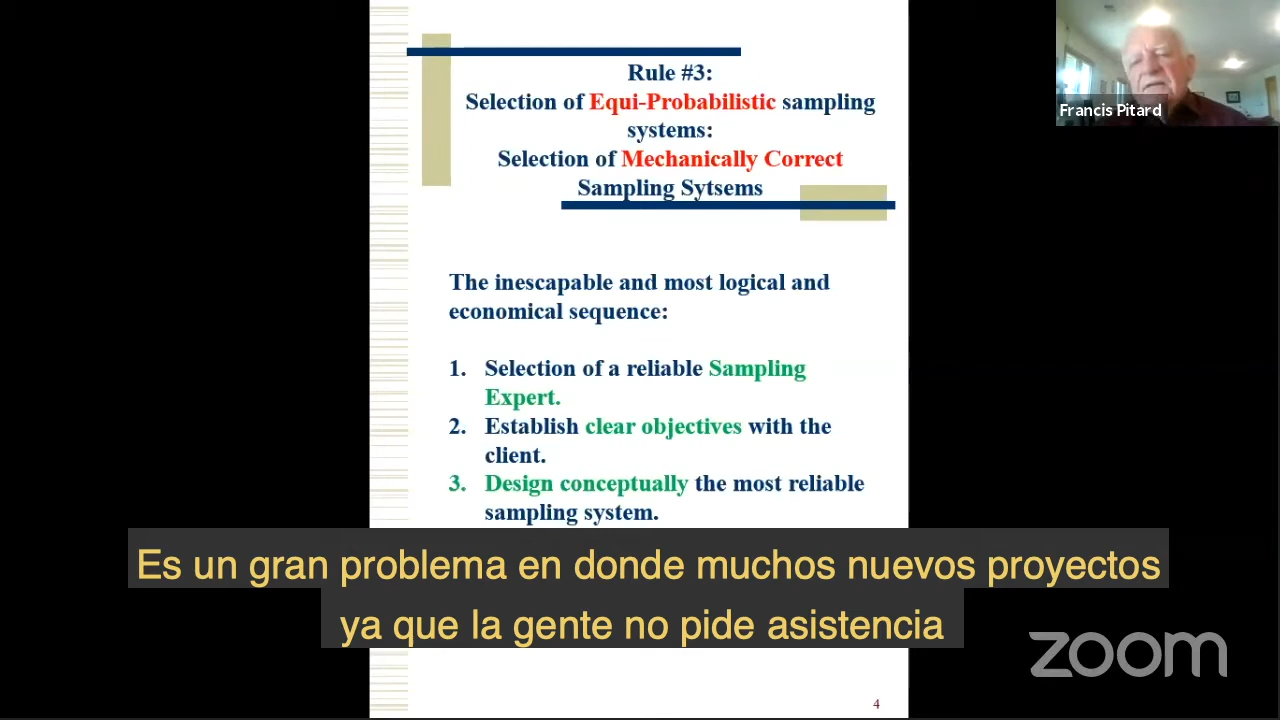 Rule #3:
Selection of Equi-Probabilistic sampling
systems:
Selection of Mechanically Correct
Sampling Sytsems
Francis Pitard
The inescapable and most logical and
economical sequence:
1. Selection of a reliable Sampling
Expert.
2. Establish clear objectives with the
client.
3. Design conceptually the most reliable
sampling system.
Es un gran problema en donde muchos nuevos proyectos
ya que la gente no pide asistencia
zoom
4